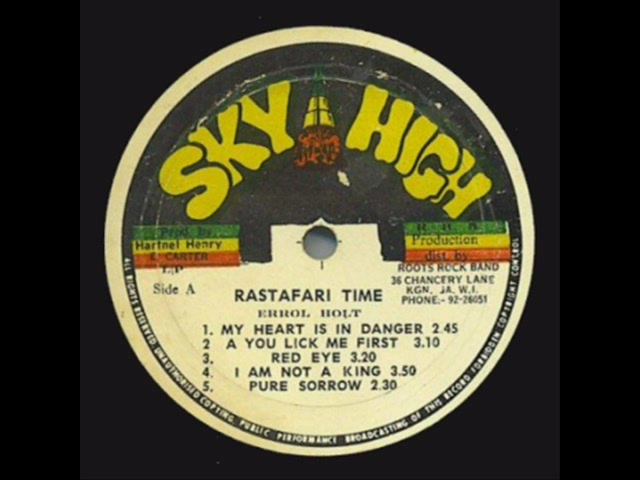 SKY HIGH
Prod. by
Hartnel Henry
E. CARTER
L/P
Side A
R. R. B.
Production
dist. by
ROOTS ROCK BAND
36 CHANCERY LANE
KGN. JA. W.I.
PHONE:- 92-26051
RASTAFARI TIME
ERROL HOLT
1. MY HEART IS IN DANGER 2.45
2 A YOU LICK ME FIRST 3.10
3. RED EYE 3.20
4. I AM NOT A KING 3.50
5. PURE SORROW 2.30
ALL RIGHTS RESERVED. UNAUTHORISED COPYING, PUBLIC PERFORMANCE BROADCASTING OF THIS RECORD FORBIDDEN COPYRIGHT CONTROL